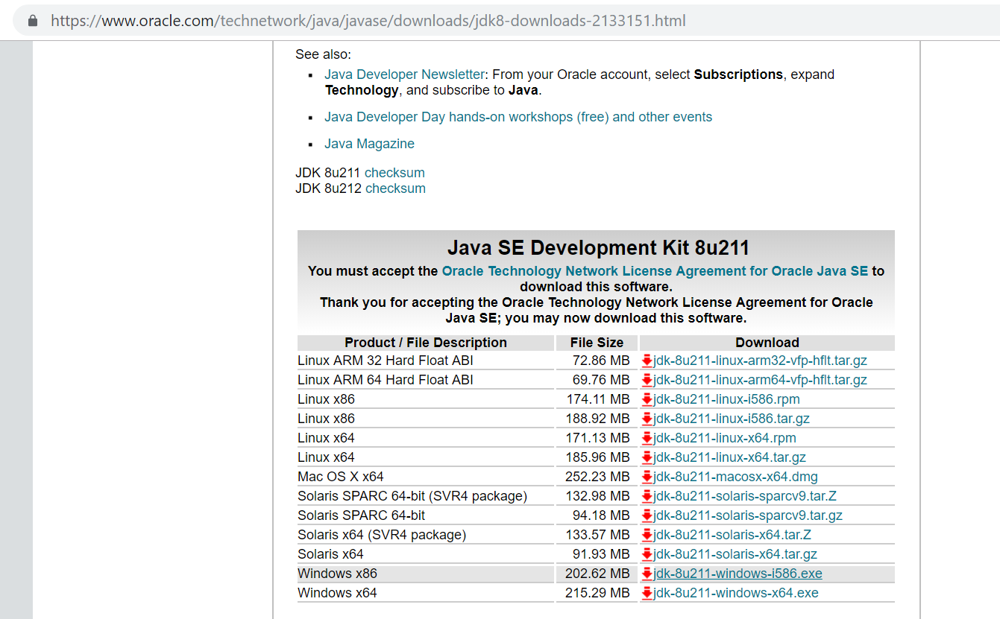 https://www.oracle.com/technetwork/java/javase/downloads/jdk8-downloads-2133151.html
See also:
Java Developer Newsletter: From your Oracle account, select Subscriptions, expand
Technology, and subscribe to Java.
Java Developer Day hands-on workshops (free) and other events
Java Magazine
JDK 8u211 checksum
JDK 8u212 checksum
Java SE Development Kit 8u211
You must accept the Oracle Technology Network License Agreement for Oracle Java SE to
download this software.
Thank you for accepting the Oracle Technology Network License Agreement for Oracle
Java SE; you may now download this software.
Product / File Description File Size Download
Linux ARM 32 Hard Float ABI 72.86 MB jdk-8u211-linux-arm32-vfp-hflt.tar.gz
Linux ARM 64 Hard Float ABI 69.76 MB jdk-8u211-linux-arm64-vfp-hflt.tar.gz
Linux x86 174.11 MB jdk-8u211-linux-i586.rpm
Linux x86 188.92 MB jdk-8u211-linux-i586.tar.gz
Linux x64 171.13 MB jdk-8u211-linux-x64.rpm
Linux x64 185.96 MB jdk-8u211-linux-x64.tar.gz
Mac OS X x64 252.23 MB jdk-8u211-macosx-x64.dmg
Solaris SPARC 64-bit (SVR4 package) 132.98 MB jdk-8u211-solaris-sparcv9.tar.Z
Solaris SPARC 64-bit 94.18 MB jdk-8u211-solaris-sparcv9.tar.gz
Solaris x64 (SVR4 package) 133.57 MB jdk-8u211-solaris-x64.tar.Z
Solaris x64 91.93 MB jdk-8u211-solaris-x64.tar.gz
Windows x86 202.62 MB jdk-8u211-windows-i586.exe
Windows x64 215.29 MB jdk-8u211-windows-x64.exe